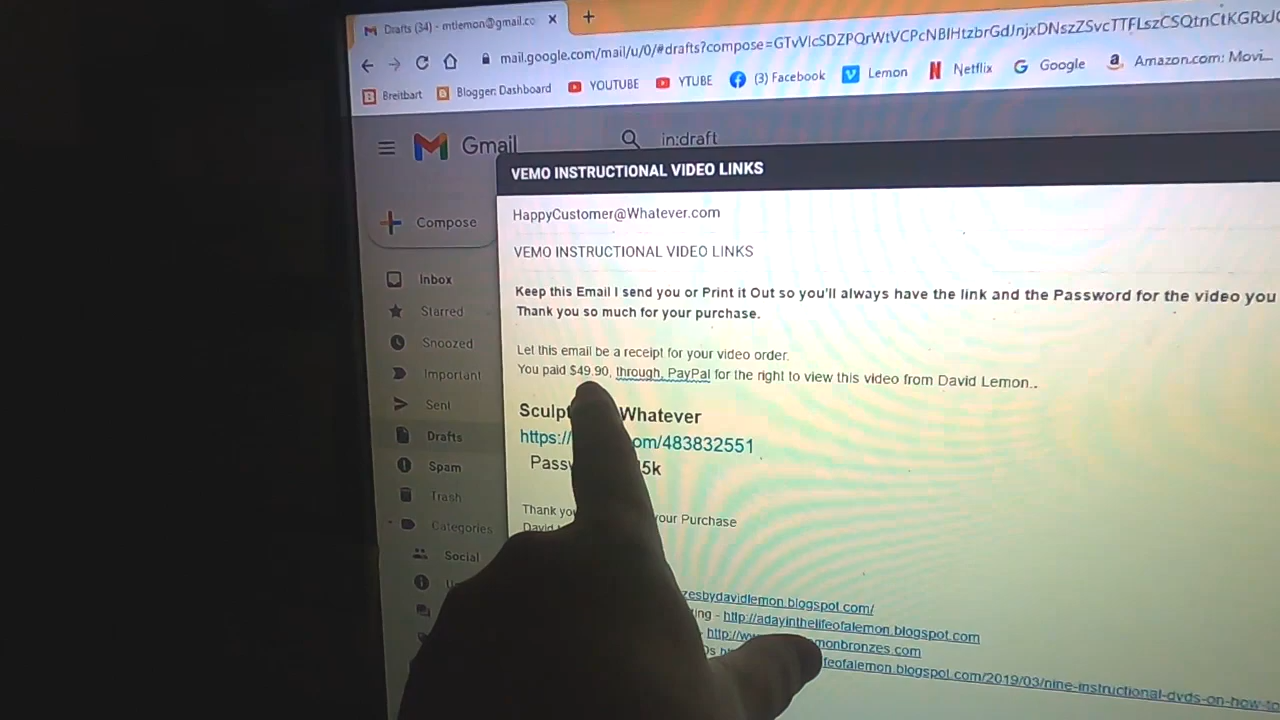 Drafts (34) - mtlemon@gmail.co
mail.google.com/mail/u/0/#drafts?compose=
Breitbart Blogger: Dashboard YOUTUBE YTUBE (3) Facebook Lemon Netflix Google Amazon.com: Movi...
Gmail in:draft
VEMO INSTRUCTIONAL VIDEO LINKS
Compose
HappyCustomer@Whatever.com
VEMO INSTRUCTIONAL VIDEO LINKS
Inbox
Starred
Snoozed
Important
Sent
Drafts
Spam
Trash
Categories
Social
Keep this Email I send you or Print it Out so you'll always have the link and the Password for the video you
Thank you so much for your purchase.
Let this email be a receipt for your video order.
You paid $49.90, through, PayPal for the right to view this video from David Lemon..
Sculpt Whatever
https:// om/483832551
Passw 5k
Thank you our Purchase
David
zesbydavidlemon.blogspot.com/
ing - http://adayinthelifeofalemon.blogspot.com
- http://ww monbronzes.com
feofalemon.blogspot.com/2019/03/nine-instructional-dvds-on-how-to